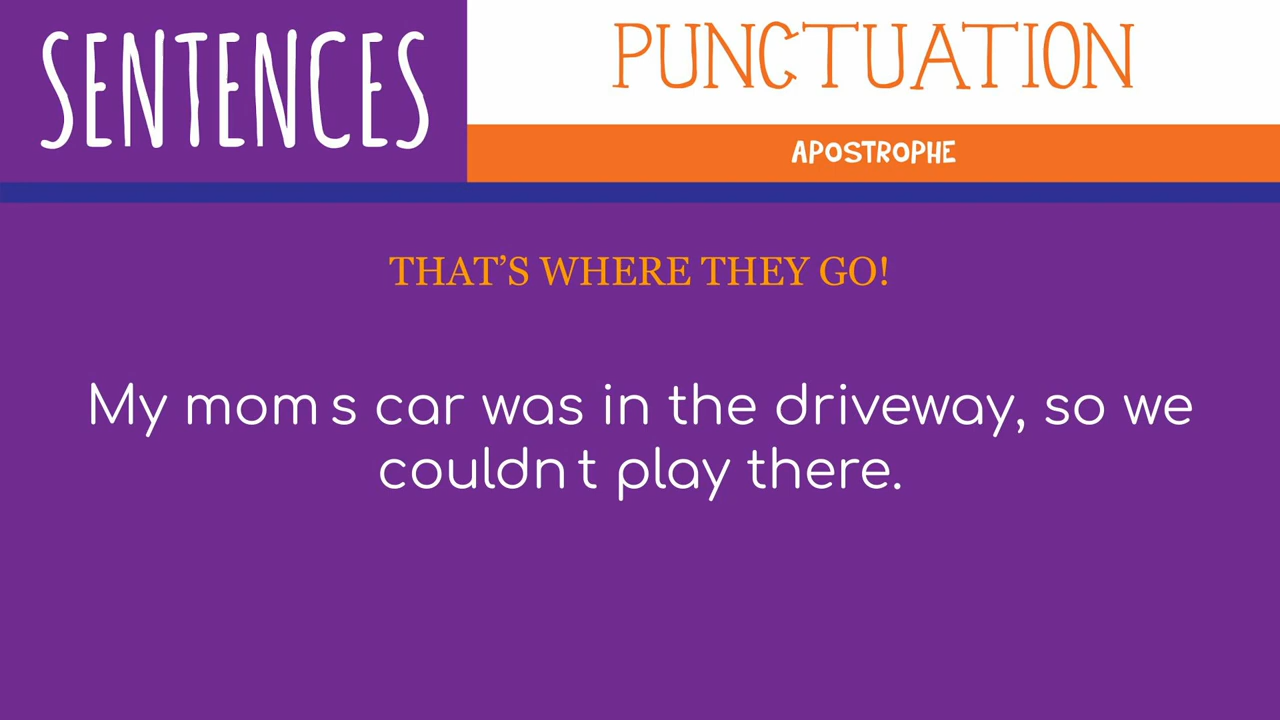 SENTENCES
PUNCTUATION
APOSTROPHE
THAT’S WHERE THEY GO!
My mom s car was in the driveway, so we
couldn t play there.